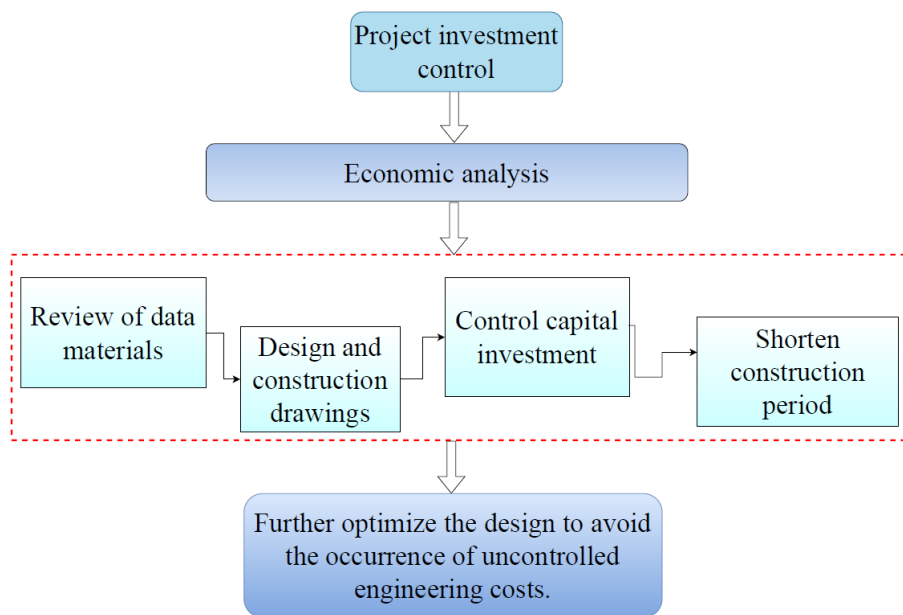 Project investment
control
Economic analysis
Review of data
materials
Design and
construction
drawings
Control capital
investment
Shorten
construction
period
Further optimize the design to avoid
the occurrence of uncontrolled
engineering costs.